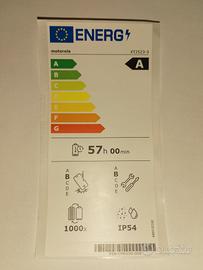 ENERG
motorola
XT2523-3
A
A
B
C
D
E
F
G
57h 00min
A
B
C
D
E
A
B
C
D
E
1000x
IP54